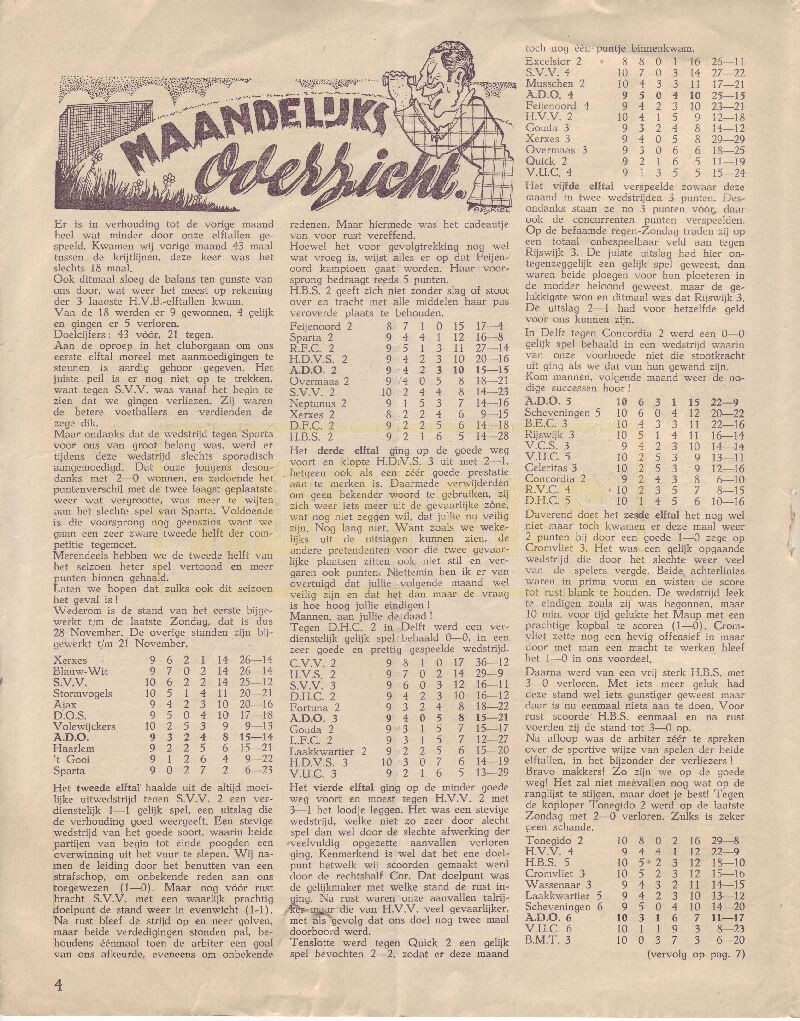 MAANDELIJKS
Overzicht.
Er is in verhouding tot de vorige maand
heel wat minder door onze elftallen ge-
speeld. Kwamen wij vorige maand 43 maal
tussen de krijtlijnen, deze keer was het
slechts 18 maal.
Ook ditmaal sloeg de balans ten gunste van
ons door, wat weer het meest op rekening
der 3 laagste H.V.B.-elftallen kwam.
Van de 18 werden er 9 gewonnen, 4 gelijk
en gingen er 5 verloren.
Doelcijfers: 43 vóór, 21 tegen.
Aan de oproep in het cluborgaan om ons
eerste elftal moreel met aanmoedigingen te
steunen is aardig gehoor gegeven. Het
juiste peil is er nog niet op te trekken,
want tegen S.V.V. was vanaf het begin te
zien dat we gingen verliezen. Zij waren
de betere voetballers en verdienden de
zege dik.
Maar ondanks dat de wedstrijd tegen Sparta
voor ons van groot belang was, werd er
tijdens deze wedstrijd slechts sporadisch
aangemoedigd. Dat onze jongens deson-
danks met 2—0 wonnen, en zodoende het
puntenverschil met de twee laagst geplaatste
weer wat vergrootte, was meer te wijten
aan het slechte spel van Sparta. Voldoende
is die voorsprong nog geenszins want we
gaan een zeer zware tweede helft der com-
petitie tegemoet.
Merendeels hebben we de tweede helft van
het seizoen beter spel vertoond en meer
punten binnen gehaald.
Laten we hopen dat zulks ook dit seizoen
het geval is!
Wederom is de stand van het eerste bijge-
werkt t/m de laatste Zondag, dat is dus
28 November. De overige standen zijn bij-
gewerkt t/m 21 November.
Xerxes 9 6 2 1 14 26—14
Blauw-Wit 9 7 0 2 14 26—14
S.V.V. 10 6 2 2 14 25—12
Stormvogels 10 5 1 4 11 20—21
Ajax 9 4 2 3 10 20—16
D.O.S. 9 5 0 4 10 17—18
Volewijckers 10 2 5 3 9 9—13
A.D.O. 9 3 2 4 8 15—14
Haarlem 9 2 2 5 6 15—21
't Gooi 9 1 2 6 4 9—22
Sparta 9 0 2 7 2 6—23
Het tweede elftal haalde uit de altijd moei-
lijke uitwedstrijd tegen S.V.V. 2 een ver-
dienstelijk 1—1 gelijk spel, een uitslag die
de verhouding goed weergeeft. Een stevige
wedstrijd van het goede soort, waarin beide
partijen van begin tot einde poogden een
overwinning uit het vuur te slepen. Wij na-
men de leiding door het benutten van een
strafschop, om onbekende reden aan ons
toegewezen (1—0). Maar nog vóór rust
bracht S.V.V. met een waarlijk prachtig
doelpunt de stand weer in evenwicht (1-1).
Na rust bleef de strijd op en neer golven,
maar beide verdedigingen stonden pal, be-
houdens éénmaal toen de arbiter een goal
van ons afkeurde, eveneens om onbekende
4
redenen. Maar hiermede was het cadeautje
van voor rust vereffend.
Hoewel het voor gevolgtrekking nog wel
wat vroeg is, wijst alles er op dat Feijen-
oord kampioen gaat worden. Haar voor-
sprong bedraagt reeds 5 punten.
H.B.S. 2 geeft zich niet zonder slag of stoot
over en tracht met alle middelen haar pas
veroverde plaats te behouden.
Feijenoord 2 8 7 1 0 15 17—4
Sparta 2 9 4 4 1 12 16—8
R.F.C. 2 9 5 1 3 11 27—14
H.D.V.S. 2 9 4 2 3 10 20—16
A.D.O. 2 9 4 2 3 10 15—15
Overmaas 2 9 4 0 5 8 18—21
S.V.V. 2 10 2 4 4 8 14—23
Neptunus 2 9 1 5 3 7 14—16
Xerxes 2 8 2 2 4 6 9—15
D.F.C. 2 9 2 2 5 6 14—18
H.B.S. 2 9 2 1 6 5 14—28
Het derde elftal ging op de goede weg
voort en klopte H.D.V.S. 3 uit met 2—1,
hetgeen ook als een zéér goede prestatie
aan te merken is. Daarmede verwijderden
om geen bekender woord te gebruiken, zij
zich weer iets meer uit de gevaarlijke zône,
wat nog niet zeggen wil, dat jullie nu veilig
zijn. Nog lang niet. Want zoals we weke-
lijks uit de uitslagen kunnen zien, de
andere pretendenten voor die twee gevaar-
lijke plaatsen zitten ook niet stil en ver-
garen ook punten. Niettemin ben ik er van
overtuigd dat jullie volgende maand wel
veilig zijn en dat het dan maar de vraag
is hoe hoog jullie eindigen!
Mannen, aan jullie de daad!
Tegen D.H.C. 2 in Delft werd een ver-
dienstelijk gelijk spel behaald 0—0, in een
zeer goede en prettig gespeelde wedstrijd.
C.V.V. 2 9 8 1 0 17 36—12
H.V.S. 2 9 7 0 2 14 29—9
S.V.V. 3 9 6 0 3 12 16—11
D.H.C. 2 9 4 2 3 10 16—12
Fortuna 2 9 3 2 4 8 18—22
A.D.O. 3 9 4 0 5 8 15—21
Gouda 2 9 3 1 5 7 15—17
L.F.C. 2 9 3 1 5 7 12—27
Laakkwartier 2 9 2 2 5 6 15—20
H.D.V.S. 3 10 3 0 7 6 14—19
V.U.C. 3 9 2 1 6 5 13—29
Het vierde elftal ging op de minder goede
weg voort en moest tegen H.V.V. 2 met
3—1 het loodje leggen. Het was een stevige
wedstrijd, welke niet zo zeer door slecht
spel dan wel door de slechte afwerking der
veelvuldig opgezette aanvallen verloren
ging. Kenmerkend is wel dat het ene doel-
punt hetwelk wij scoorden gemaakt werd
door de rechtshalf Cor. Dat doelpunt was
de gelijkmaker met welke stand de rust in-
ging. Na rust waren onze aanvallen talrij-
ker maar die van H.V.V. veel gevaarlijker,
met als gevolg dat ons doel nog twee maal
doorboord werd.
Tenslotte werd tegen Quick 2 een gelijk
spel bevochten 2—2, zodat er deze maand
toch nog één puntje binnenkwam.
Excelsior 2 8 8 0 1 16 26—11
S.V.V. 4 10 7 0 3 14 27—22
Musschen 2 10 4 3 3 11 17—21
A.D.O. 4 9 5 0 4 10 25—15
Feijenoord 4 9 4 2 3 10 23—21
H.V.V. 2 10 4 1 5 9 12—18
Gouda 3 9 3 2 4 8 14—12
Xerxes 3 9 4 0 5 8 29—29
Overmaas 3 9 3 0 6 6 18—25
Quick 2 9 2 1 6 5 11—19
V.U.C. 4 9 1 3 5 5 15—24
Het vijfde elftal verspeelde zowaar deze
maand in twee wedstrijden 3 punten. Des-
ondanks staan ze no 3 punten vóór, daar
ook de concurrenten punten verspeelden.
Op de befaamde regen-Zondag traden zij op
een totaal onbespeelbaar veld aan tegen
Rijswijk 3. De juiste uitslag had hier on-
tegenzeggelijk een gelijk spel geweest, dan
waren beide ploegen voor hun ploeteren in
de modder beloond geweest, maar de ge-
lukkigste won en ditmaal was dat Rijswijk 3.
De uitslag 2—1 had voor hetzelfde geld
voor ons kunnen zijn.
In Delft tegen Concordia 2 werd een 0—0
gelijk spel behaald in een wedstrijd waarin
van onze voorhoede niet die stootkracht
uit ging als we dat van hun gewend zijn.
Kom mannen, volgende maand weer de no-
dige successen hoor!
A.D.O. 5 10 6 3 1 15 22—9
Scheveningen 5 10 6 0 4 12 20—22
B.E.C. 3 10 4 3 3 11 22—16
Rijswijk 3 10 5 1 4 11 16—14
V.C.S. 3 9 4 2 3 10 14—14
V.U.C. 5 10 2 5 3 9 13—11
Celeritas 3 10 2 5 3 9 12—16
Concordia 2 9 2 4 3 8 6—10
R.V.C. 4 10 2 3 5 7 8—15
D.H.C. 5 10 1 4 5 6 10—16
Daverend doet het zesde elftal het nog wel
niet maar toch kwamen er deze maal weer
2 punten bij door een goede 1—0 zege op
Cromvliet 3. Het was een gelijk opgaande
wedstrijd die door het slechte weer veel
van de spelers vergde. Beide achterlinies
waren in prima vorm en wisten de score
tot rust blank te houden. De wedstrijd leek
te eindigen zoals zij was begonnen, maar
10 min. voor tijd gelukte het Maup met een
prachtige kopbal te scoren (1—0), Crom-
vliet zette nog een hevig offensief in maar
door met man en macht te werken bleef
het 1—0 in ons voordeel.
Daarna werd van een vrij sterk H.B.S. met
3 0 verloren. Met iets meer geluk had
deze stand wel iets gunstiger geweest maar
daar is nu eenmaal niets aan te doen. Voor
rust scoorde H.B.S. eenmaal en na rust
voerden zij de stand tot 3—0 op.
Na afloop was de arbiter zéér te spreken
over de sportive wijze van spelen der beide
elftallen, in het bijzonder der verliezers!
Bravo makkers! Zo zijn we op de goede
weg! Het zal niet meevallen nog wat op de
ranglijst te stijgen, maar doet je best! Tegen
de koploper Tonegido 2 werd op de laatste
Zondag met 2—0 verloren. Zulks is zeker
geen schande.
Tonegido 2 10 8 0 2 16 29—8
H.V.V. 4 9 4 4 1 12 22—9
H.B.S. 5 10 5 2 3 12 18—10
Cromvliet 3 10 5 2 3 12 15—16
Wassenaar 3 9 4 3 2 11 14—15
Laakkwartier 5 9 4 2 3 10 13—12
Scheveningen 6 9 5 0 4 10 14—20
A.D.O. 6 10 3 1 6 7 11—17
V.U.C 6 10 1 1 9 3 8—23
B.M.T. 3 10 0 3 7 3 6—20
(vervolg op pag. 7)